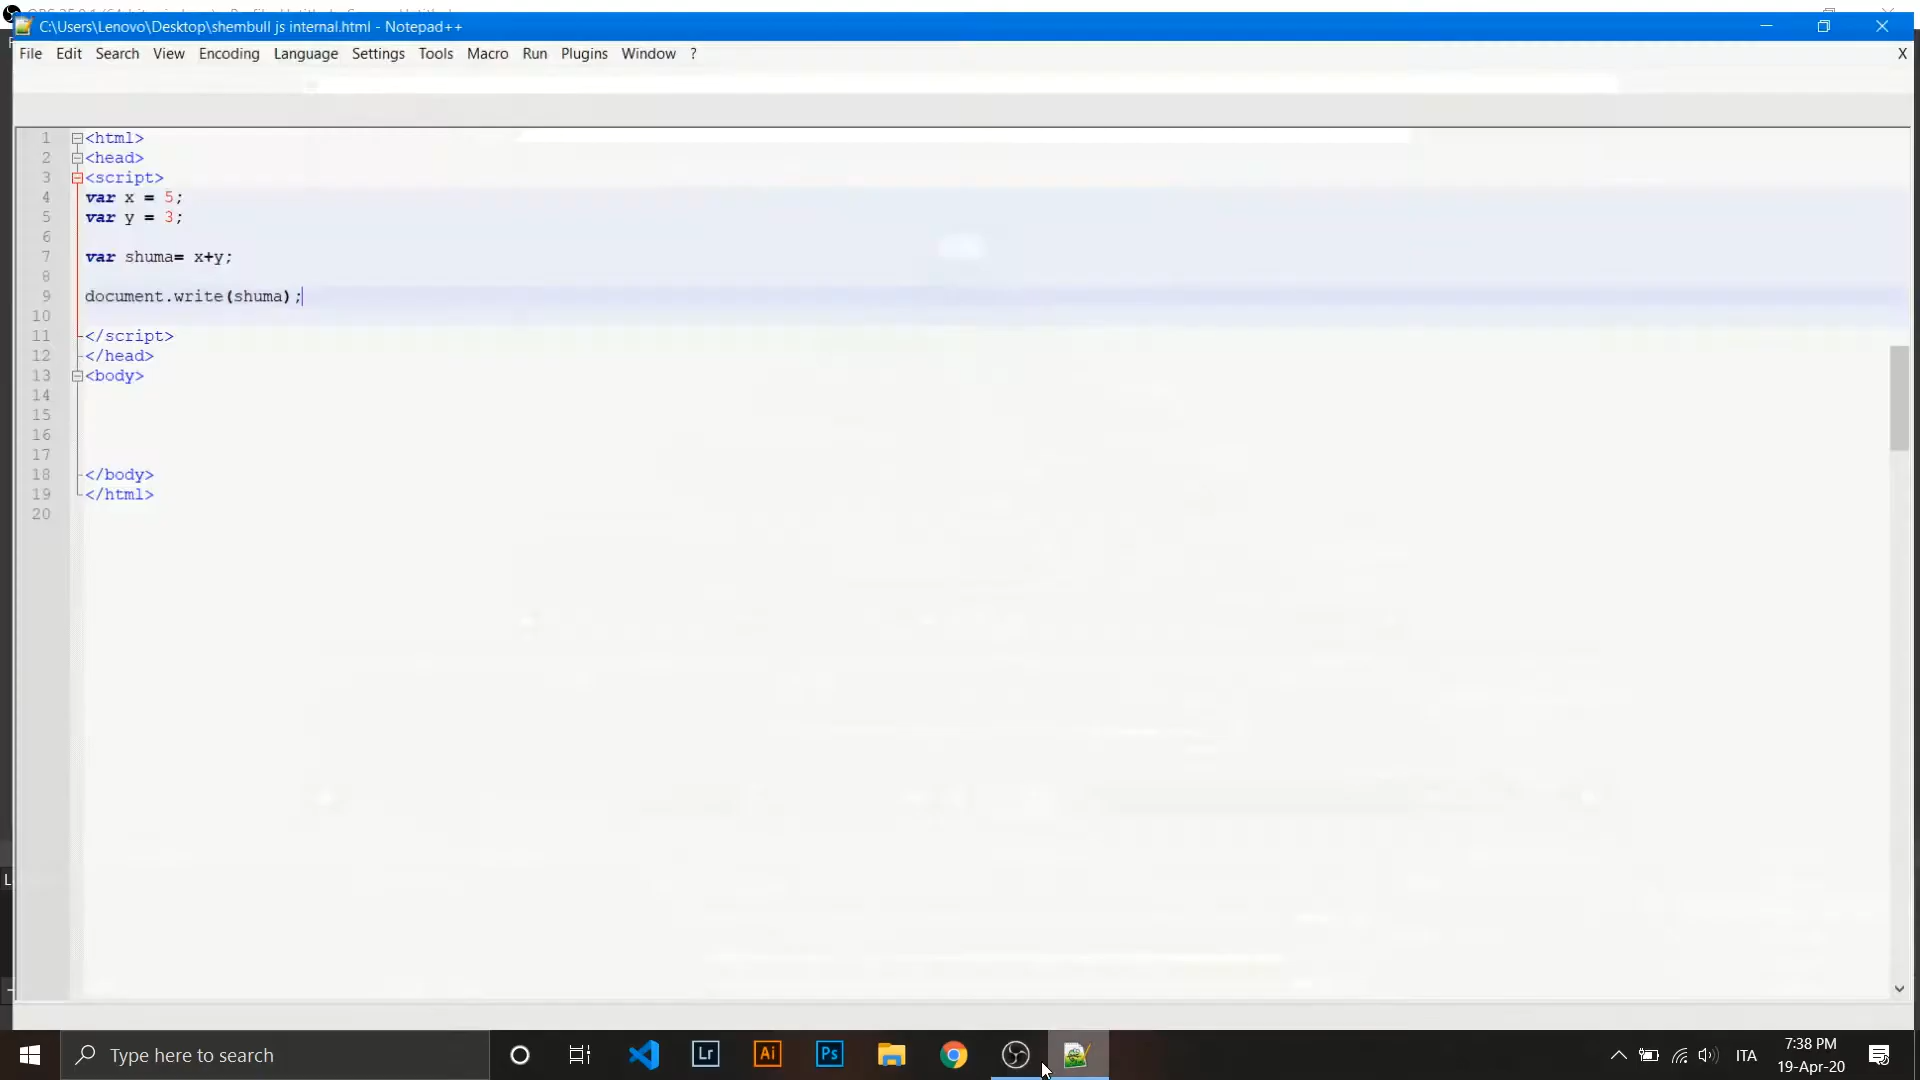 C:\Users\Lenovo\Desktop\shembull js internal.html - Notepad++
File Edit Search View Encoding Language Settings Tools Macro Run Plugins Window ? X
1 <html>
2 <head>
3 <script>
4 var x = 5;
5 var y = 3;
6
7 var shuma= x+y;
8
9 document.write(shuma);
10
11 </script>
12 </head>
13 <body>
14
15
16
17
18 </body>
19 </html>
20
Type here to search
Lr
Ai
Ps
ITA
7:38 PM
19-Apr-20